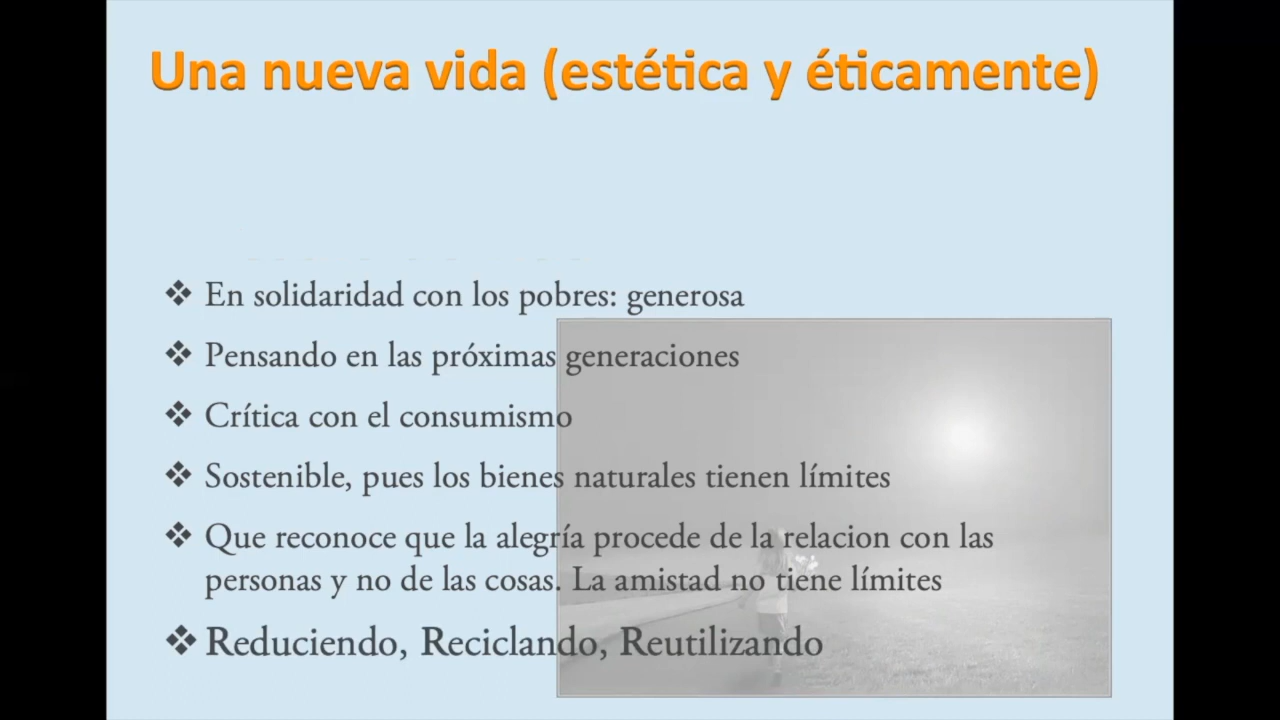 Una nueva vida (estética y éticamente)
❖ En solidaridad con los pobres: generosa
❖ Pensando en las próximas generaciones
❖ Crítica con el consumismo
❖ Sostenible, pues los bienes naturales tienen límites
❖ Que reconoce que la alegría procede de la relacion con las
personas y no de las cosas. La amistad no tiene límites
❖ Reduciendo, Reciclando, Reutilizando